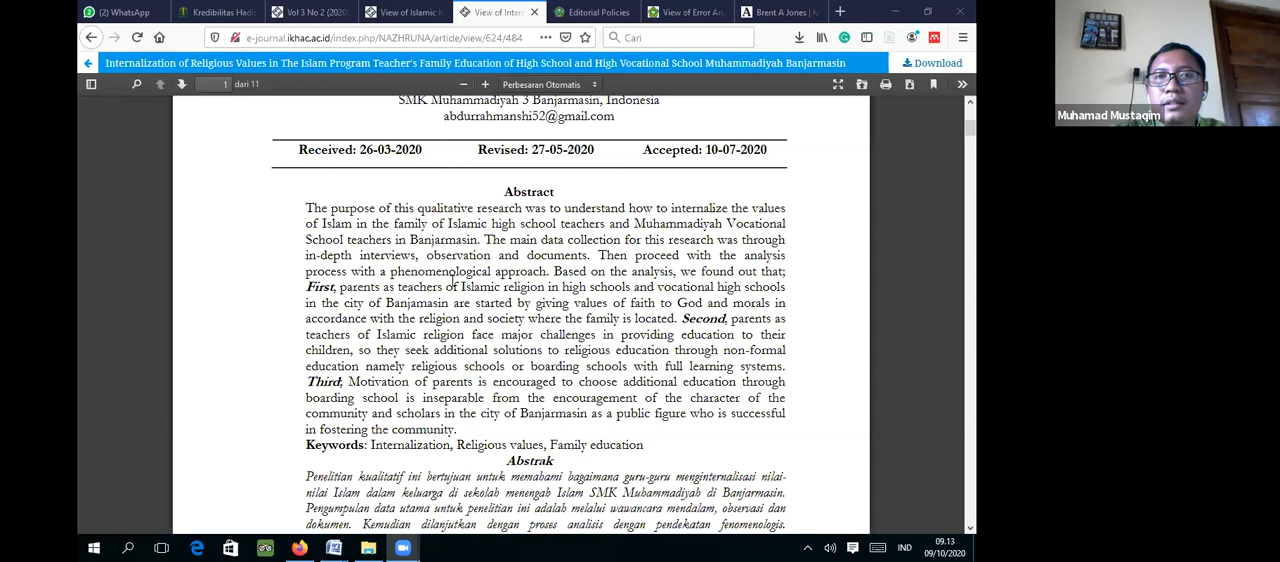 (2) WhatsApp
Kredibilitas Hadi
Vol 3 No 2 (2020)
View of Islamic M
View of Inter
Editorial Policies
View of Error An
Brent A Jones | M
e-journal.ikhac.ac.id/index.php/NAZHRUNA/article/view/624/484
Cari
Internalization of Religious Values in The Islam Program Teacher's Family Education of High School and High Vocational School Muhammadiyah Banjarmasin
Download
1 dari 11
Perbesaran Otomatis
SMK Muhammadiyah 3 Banjarmasin, Indonesia
abdurrahmanshi52@gmail.com
Received: 26-03-2020 Revised: 27-05-2020 Accepted: 10-07-2020
Abstract
The purpose of this qualitative research was to understand how to internalize the values
of Islam in the family of Islamic high school teachers and Muhammadiyah Vocational
School teachers in Banjarmasin. The main data collection for this research was through
in-depth interviews, observation and documents. Then proceed with the analysis
process with a phenomenological approach. Based on the analysis, we found out that;
First, parents as teachers of Islamic religion in high schools and vocational high schools
in the city of Banjamasin are started by giving values of faith to God and morals in
accordance with the religion and society where the family is located. Second, parents as
teachers of Islamic religion face major challenges in providing education to their
children, so they seek additional solutions to religious education through non-formal
education namely religious schools or boarding schools with full learning systems.
Third, Motivation of parents is encouraged to choose additional education through
boarding school is inseparable from the encouragement of the character of the
community and scholars in the city of Banjarmasin as a public figure who is successful
in fostering the community.
Keywords: Internalization, Religious values, Family education
Abstrak
Penelitian kualitatif ini bertujuan untuk memahami bagaimana guru-guru menginternalisasi nilai-
nilai Islam dalam keluarga di sekolah menengah Islam SMK Muhammadiyah di Banjarmasin.
Pengumpulan data utama untuk penelitian ini adalah melalui wawancara mendalam, observasi dan
dokumen. Kemudian dilanjutkan dengan proses analisis dengan pendekatan fenomenologis.
IND
09.13
09/10/2020
Muhamad Mustaqim